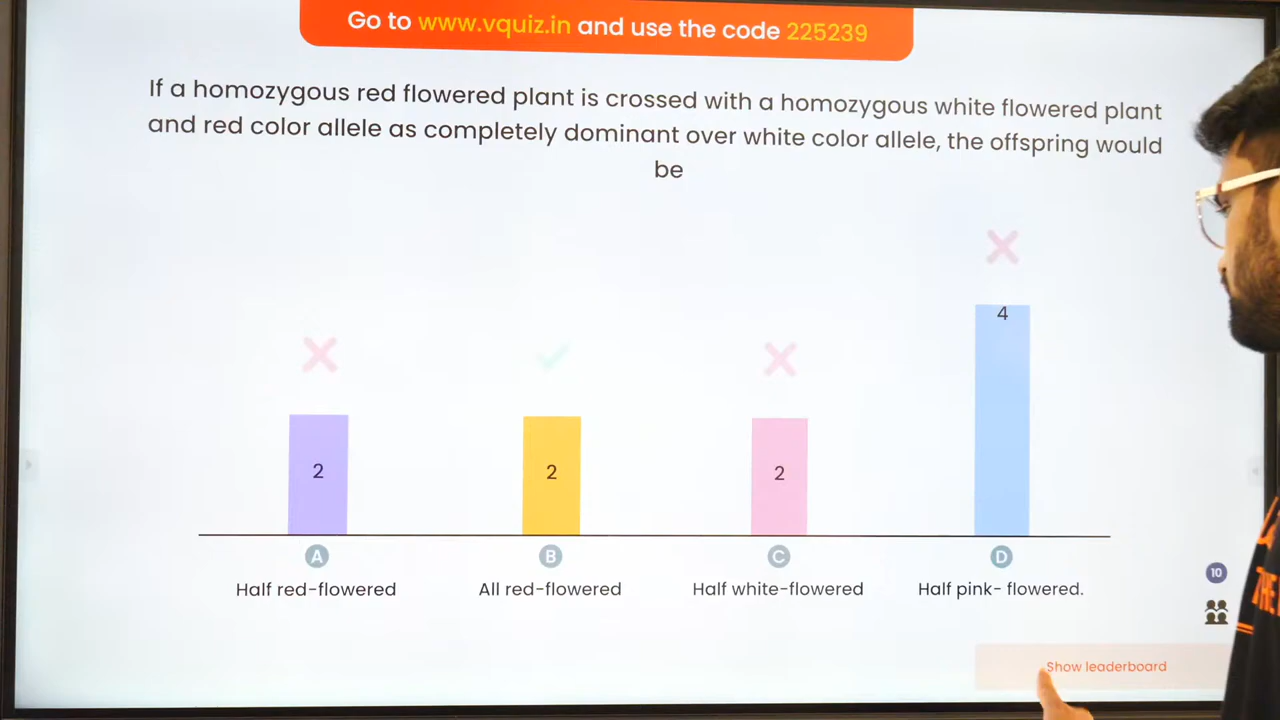 Go to www.vquiz.in and use the code 225239
If a homozygous red flowered plant is crossed with a homozygous white flowered plant
and red color allele as completely dominant over white color allele, the offspring would
be
4
2
2
2
A
B
C
D
Half red-flowered
All red-flowered
Half white-flowered
Half pink- flowered.
10
Show leaderboard
THE